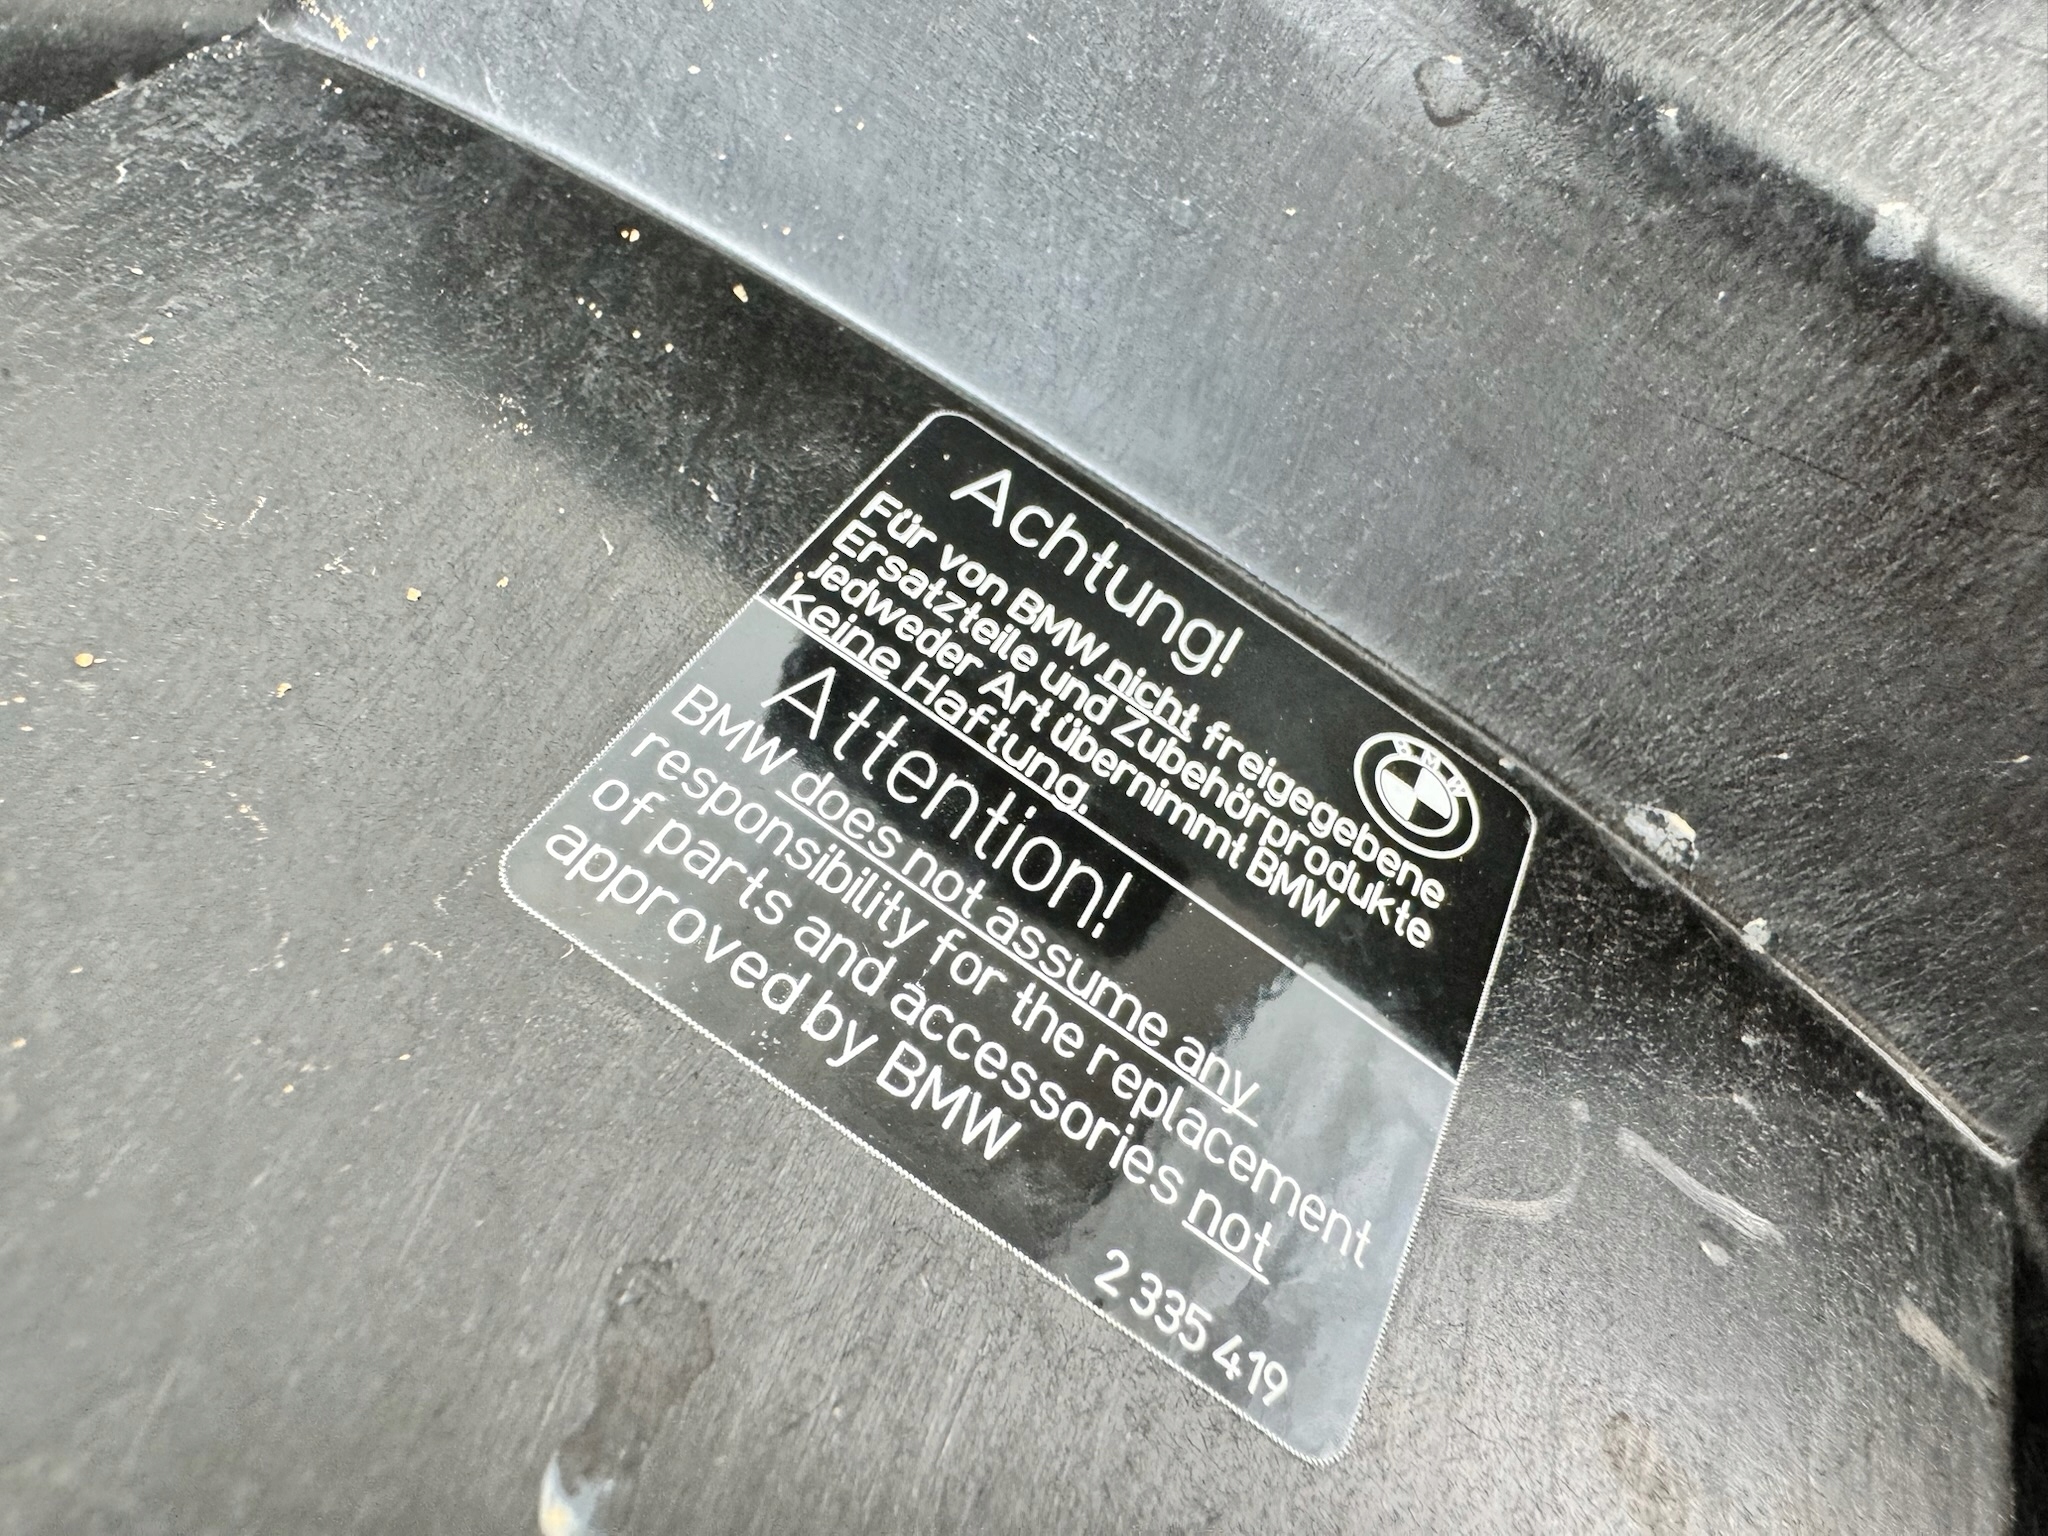 Achtung!
Für von BMW nicht freigegebene
Ersatzteile und Zubehörprodukte
jedweder Art übernimmt BMW
keine Haftung.
BMW
Attention!
BMW does not assume any
responsibility for the replacement
of parts and accessories not
approved by BMW
2 335 419